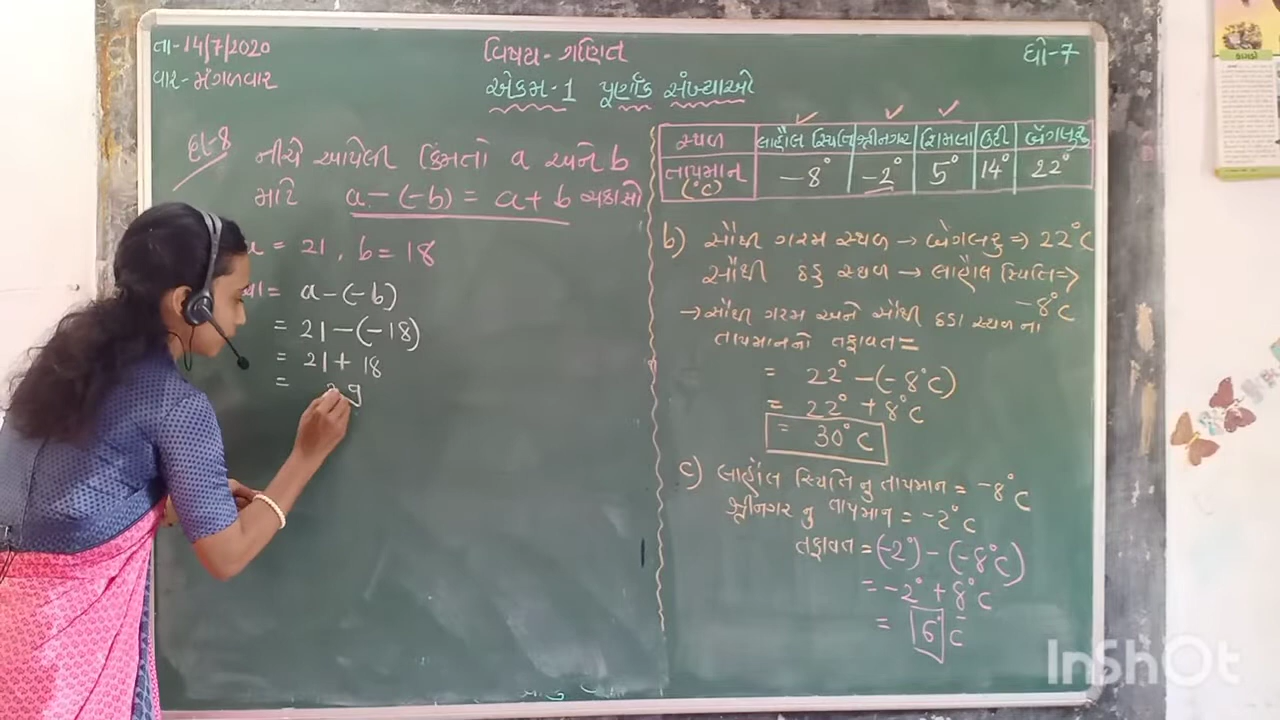 તા-14/7/2020
વાર-મંગળવાર
વિષય-ગણિત
એકમ-1 પૂર્ણાંક સંખ્યાઓ
ધો-7
દા-8 નીચે આપેલી કિંમતો a અને b
માટે a-(-b) = a+b ચકાસો
a = 21, b = 18
= a-(-b)
= 21-(-18)
= 21+18
= 39
સ્થળ લાહૌલ સ્પિતિ શ્રીનગર શિમલા ઉટી બેંગલુરુ
તાપમાન (°C) -8° -2° 5° 14° 22°
b) સૌથી ગરમ સ્થળ → બેંગલરુ ⇒ 22°C
સૌથી ઠંડુ સ્થળ → લાહૌલ સ્પિતિ ⇒
-8°C
→ સૌથી ગરમ અને સૌથી ઠંડા સ્થળ ના
તાપમાનનો તફાવત =
= 22°-(-8°C)
= 22°+8°C
= 30°C
c) લાહૌલ સ્પિતિ નુ તાપમાન = -8°C
શ્રીનગર નુ તાપમાન = -2°C
તફાવત = (-2°)-(-8°C)
= -2°+8°C
= 6°C
InShOt